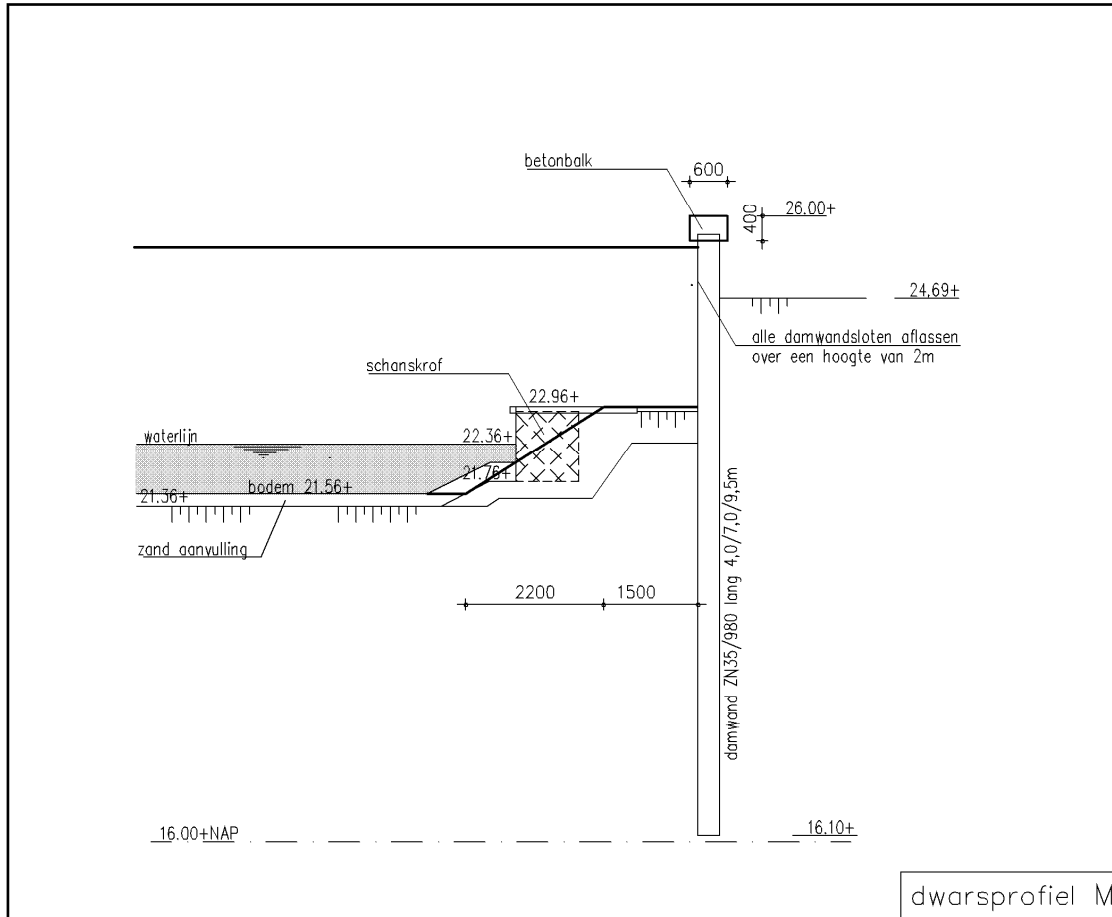 betonbalk
600
400
26.00+
24,69+
alle damwandsloten aflassen
over een hoogte van 2m
schanskrof
22.96+
waterlijn
22.36+
21.76+
bodem 21.56+
21.36+
zand aanvulling
2200
1500
damwand ZN35/980 lang 4,0/7,0/9,5m
16.00+NAP
16,10+
dwarsprofiel M